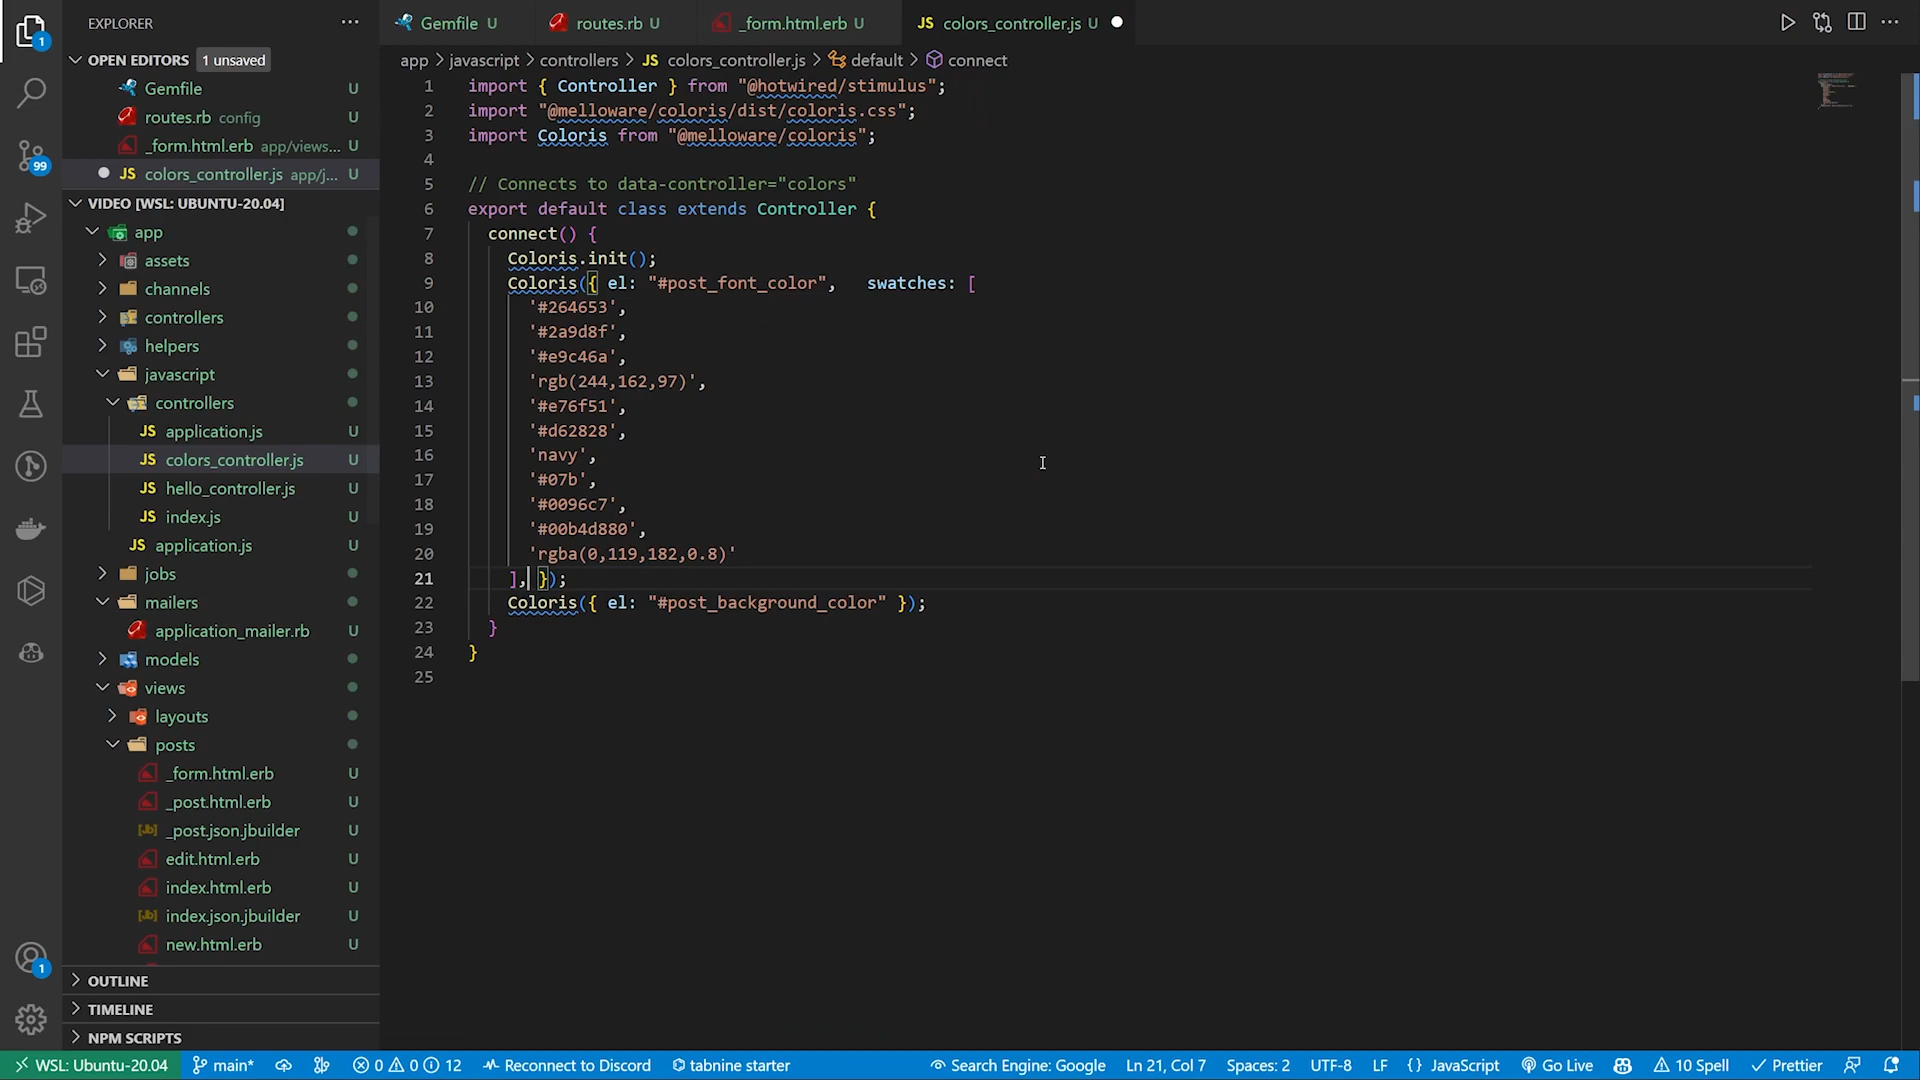 EXPLORER
Gemfile U
routes.rb U
_form.html.erb U
colors_controller.js U
OPEN EDITORS 1 unsaved
Gemfile U
routes.rb config U
_form.html.erb app/views... U
colors_controller.js app/j... U
VIDEO [WSL: UBUNTU-20.04]
app
assets
channels
controllers
helpers
javascript
controllers
application.js U
colors_controller.js U
hello_controller.js U
index.js U
application.js U
jobs
mailers
application_mailer.rb U
models
views
layouts
posts
_form.html.erb U
_post.html.erb U
_post.json.jbuilder U
edit.html.erb U
index.html.erb U
index.json.jbuilder U
new.html.erb U
OUTLINE
TIMELINE
NPM SCRIPTS
1
99
1
app > javascript > controllers > JS colors_controller.js > default > connect
1 import { Controller } from "@hotwired/stimulus";
2 import "@melloware/coloris/dist/coloris.css";
3 import Coloris from "@melloware/coloris";
4
5 // Connects to data-controller="colors"
6 export default class extends Controller {
7 connect() {
8 Coloris.init();
9 Coloris({ el: "#post_font_color",   swatches: [
10 '#264653',
11 '#2a9d8f',
12 '#e9c46a',
13 'rgb(244,162,97)',
14 '#e76f51',
15 '#d62828',
16 'navy',
17 '#07b',
18 '#0096c7',
19 '#00b4d880',
20 'rgba(0,119,182,0.8)'
21 ], });
22 Coloris({ el: "#post_background_color" });
23 }
24 }
25
WSL: Ubuntu-20.04 main* 0 0 12 Reconnect to Discord tabnine starter Search Engine: Google Ln 21, Col 7 Spaces: 2 UTF-8 LF {} JavaScript Go Live 10 Spell Prettier